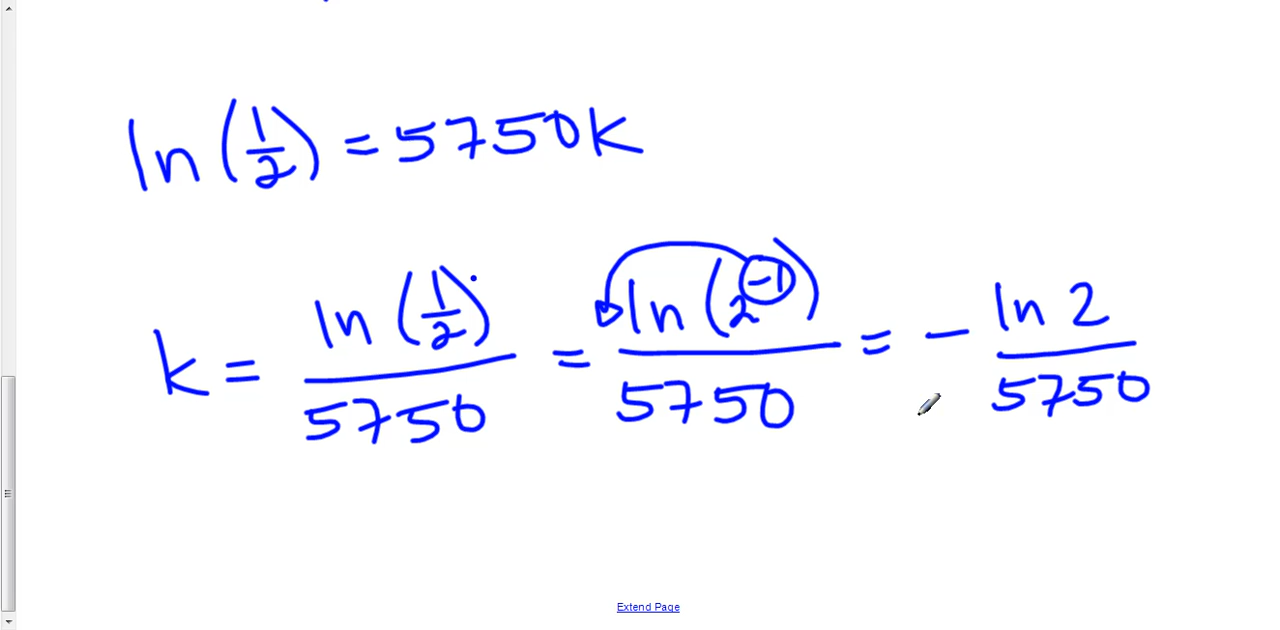 ln(1/2) = 5750k
k = ln(1/2)/5750 = ln(2^-1)/5750 = - ln 2/5750
Extend Page